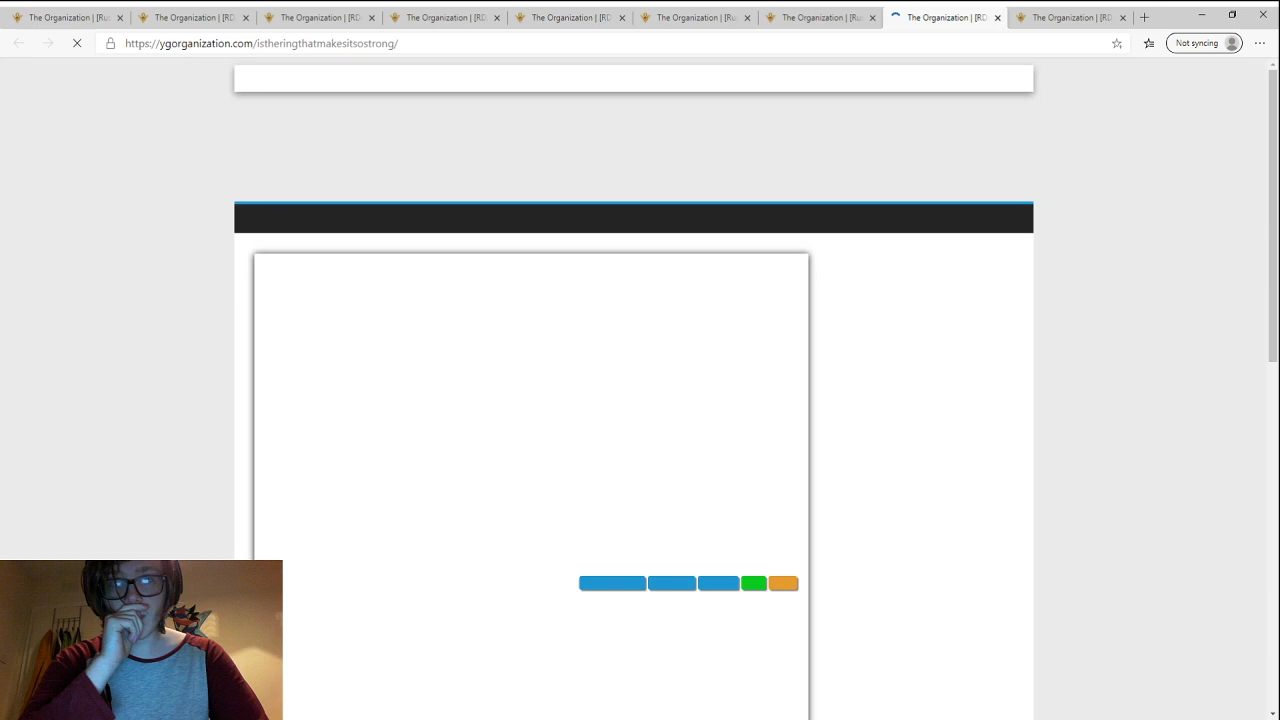 The Organization | [Ru
The Organization | [RD
The Organization | [RD
The Organization | [RD
The Organization | [RD
The Organization | [Ru
The Organization | [Ru
The Organization | [RD
The Organization | [RD
https://ygorganization.com/istheringthatmakesitsostrong/
Not syncing